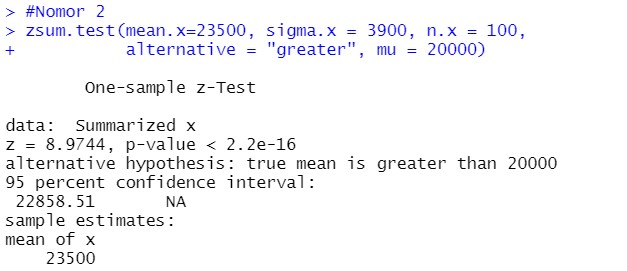 > #Nomor 2
> zsum.test(mean.x=23500, sigma.x = 3900, n.x = 100,
+           alternative = "greater", mu = 20000)
One-sample z-Test
data:  Summarized x
z = 8.9744, p-value < 2.2e-16
alternative hypothesis: true mean is greater than 20000
95 percent confidence interval:
22858.51       NA
sample estimates:
mean of x
23500